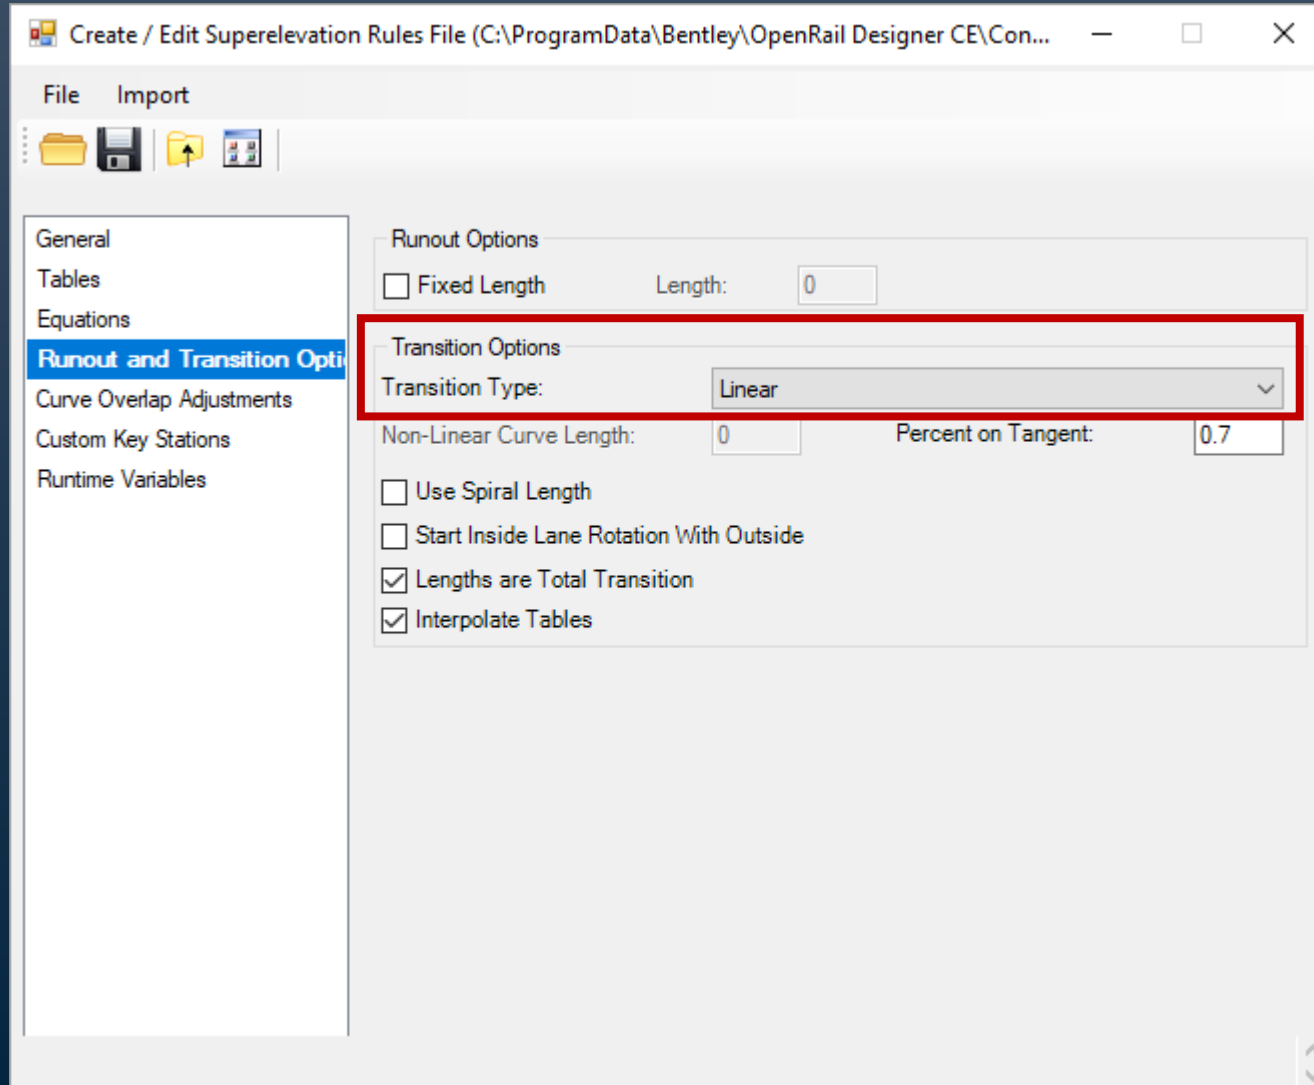 Create / Edit Superelevation Rules File (C:\ProgramData\Bentley\OpenRail Designer CE\Con...
File Import
General
Tables
Equations
Runout and Transition Opti
Curve Overlap Adjustments
Custom Key Stations
Runtime Variables
Runout Options
Fixed Length Length: 0
Transition Options
Transition Type: Linear
Non-Linear Curve Length: 0 Percent on Tangent: 0.7
Use Spiral Length
Start Inside Lane Rotation With Outside
Lengths are Total Transition
Interpolate Tables